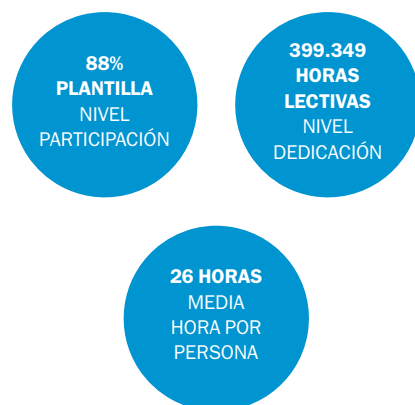 88%
PLANTILLA
NIVEL
PARTICIPACIÓN
399.349
HORAS
LECTIVAS
NIVEL
DEDICACIÓN
26 HORAS
MEDIA
HORA POR
PERSONA